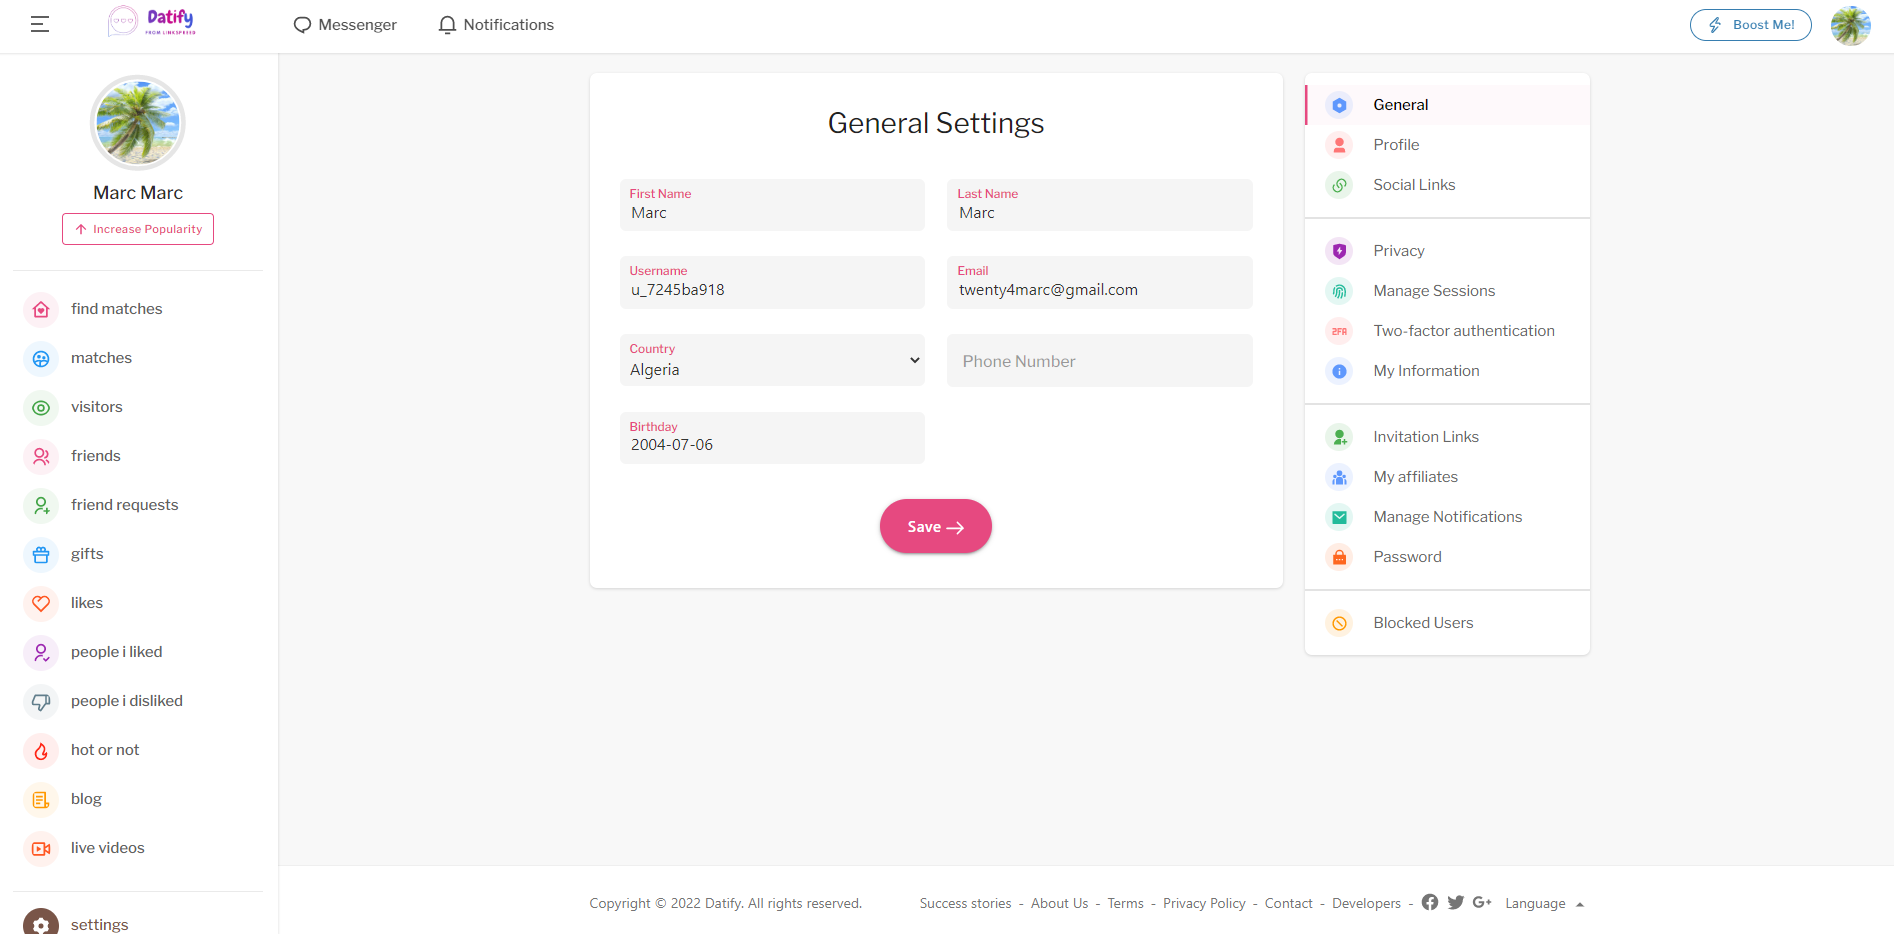 Datify
FROM LINKSPREED
Messenger
Notifications
Boost Me!
Marc Marc
Increase Popularity
find matches
matches
visitors
friends
friend requests
gifts
likes
people i liked
people i disliked
hot or not
blog
live videos
settings
General Settings
First Name
Marc
Last Name
Marc
Username
u_7245ba918
Email
twenty4marc@gmail.com
Country
Algeria
Phone Number
Birthday
2004-07-06
Save
General
Profile
Social Links
Privacy
Manage Sessions
2FA Two-factor authentication
My Information
Invitation Links
My affiliates
Manage Notifications
Password
Blocked Users
Copyright © 2022 Datify. All rights reserved.
Success stories - About Us - Terms - Privacy Policy - Contact - Developers - G+ Language